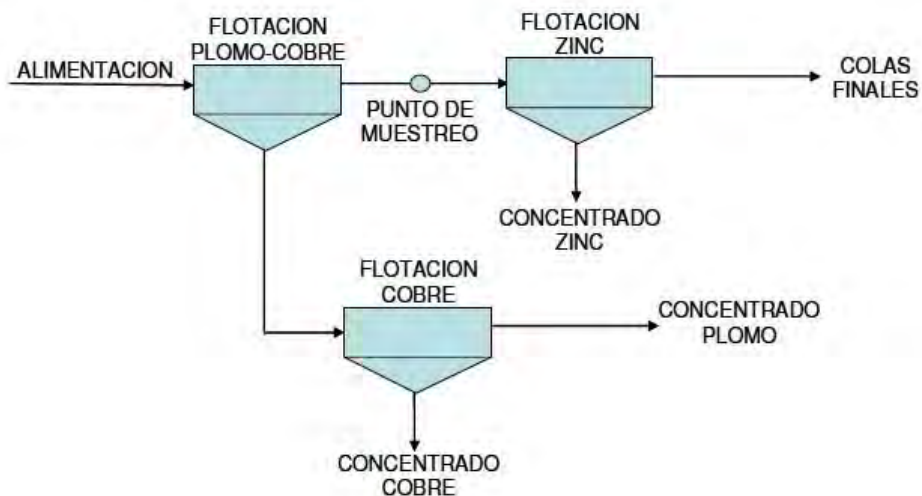 FLOTACION
PLOMO-COBRE
FLOTACION
ZINC
ALIMENTACION
COLAS
FINALES
PUNTO DE
MUESTREO
CONCENTRADO
ZINC
FLOTACION
COBRE
CONCENTRADO
PLOMO
CONCENTRADO
COBRE